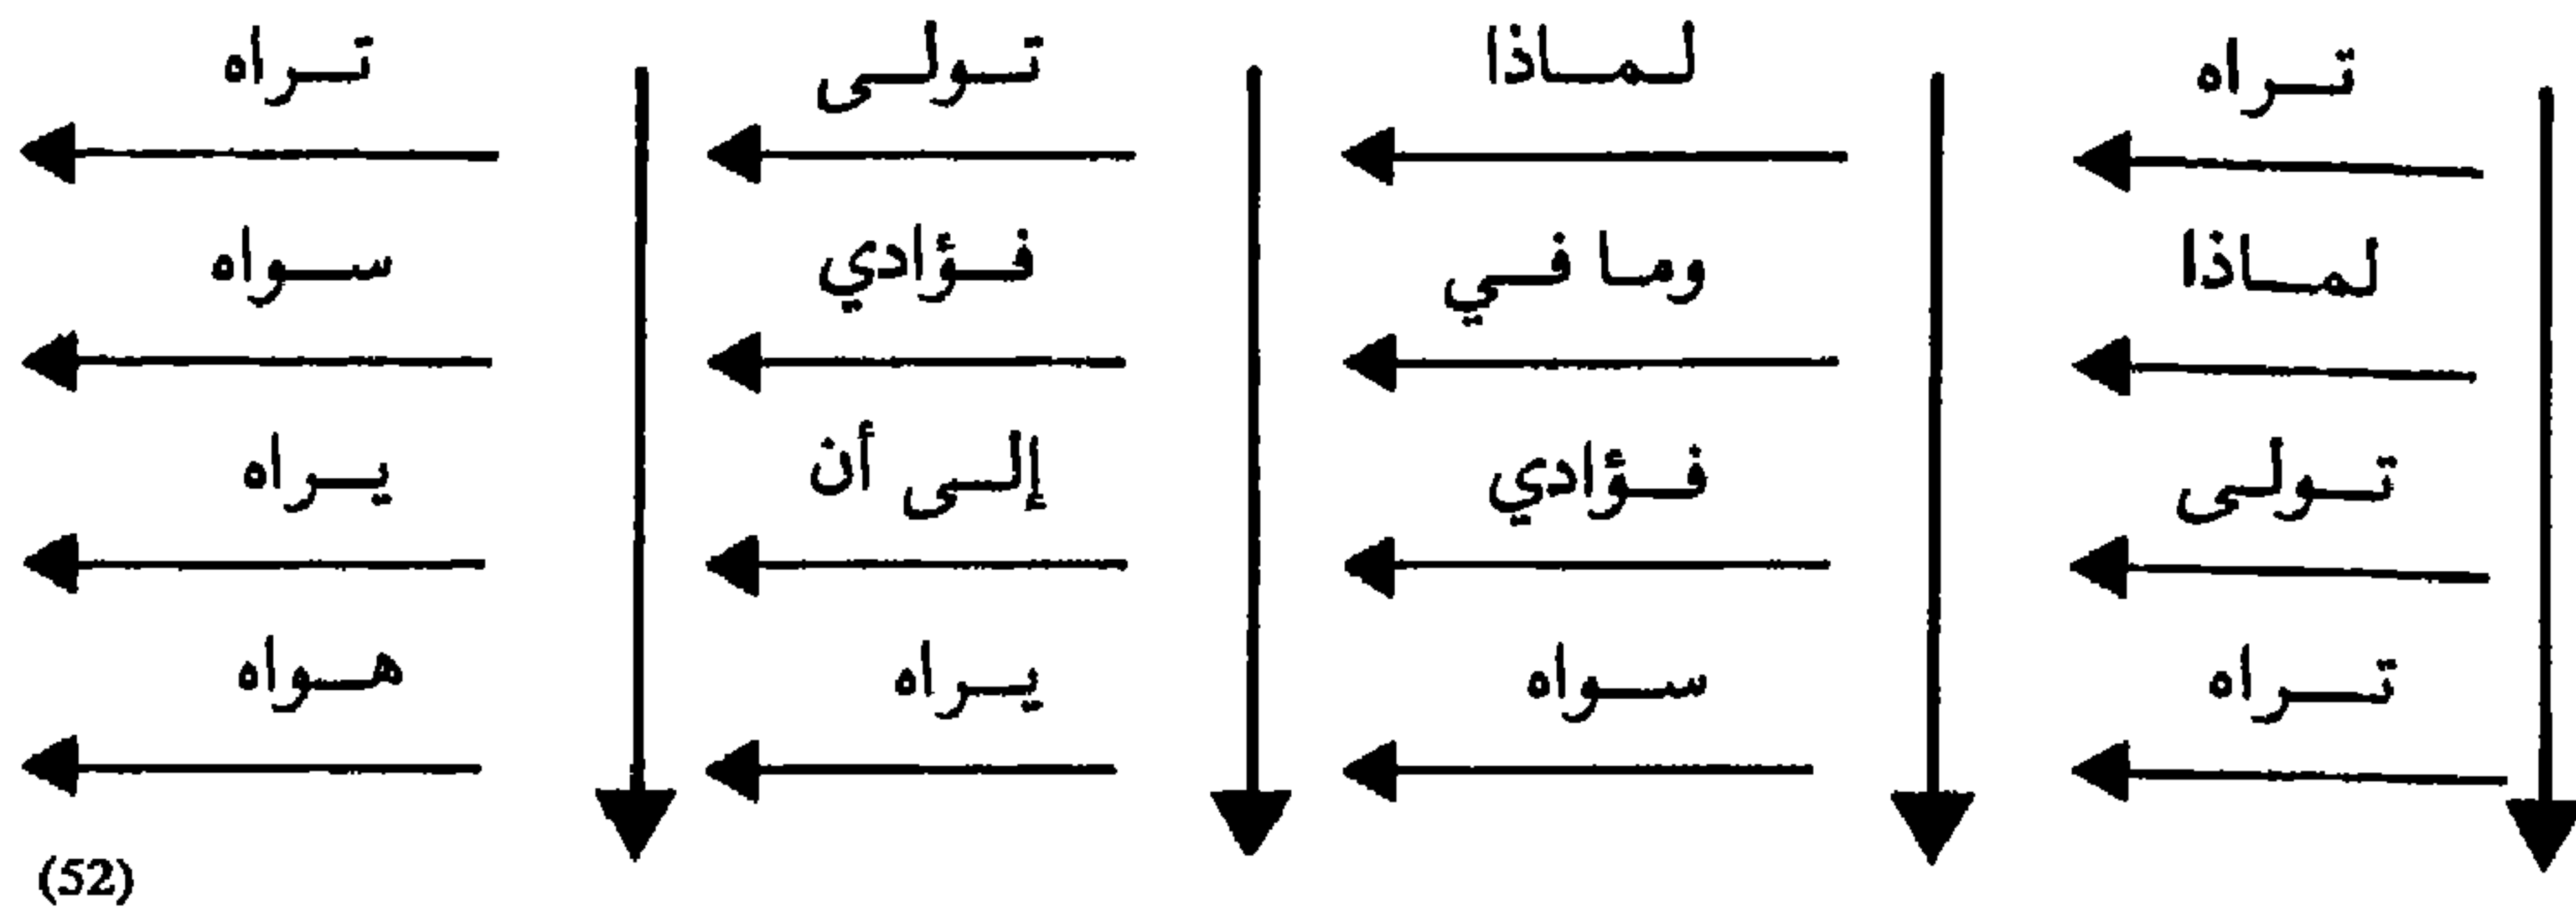 تراه لماذا تولى تراه
لماذا وما في فؤادي سواه
تولى فؤادي إلى أن يراه
تراه سواه يراه هواه
(52)